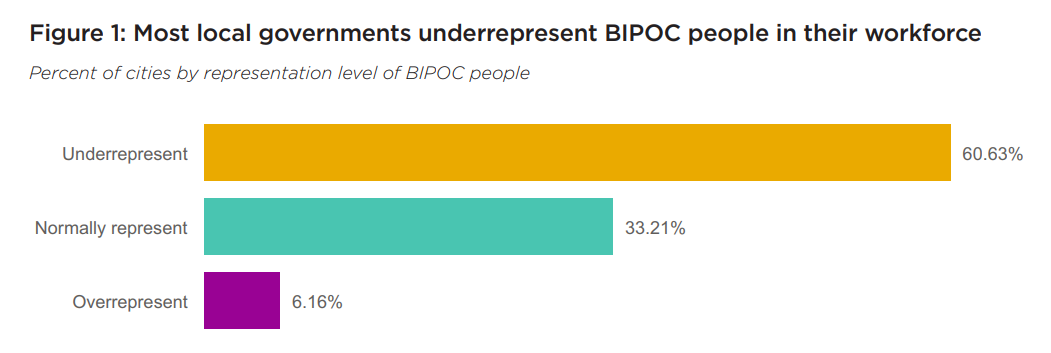 Figure 1: Most local governments underrepresent BIPOC people in their workforce
Percent of cities by representation level of BIPOC people
Underrepresent 60.63%
Normally represent 33.21%
Overrepresent 6.16%